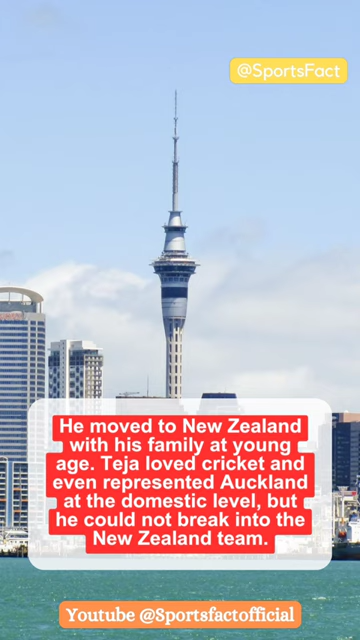 @SportsFact
He moved to New Zealand
with his family at young
age. Teja loved cricket and
even represented Auckland
at the domestic level, but
he could not break into the
New Zealand team.
Youtube @Sportsfactofficial